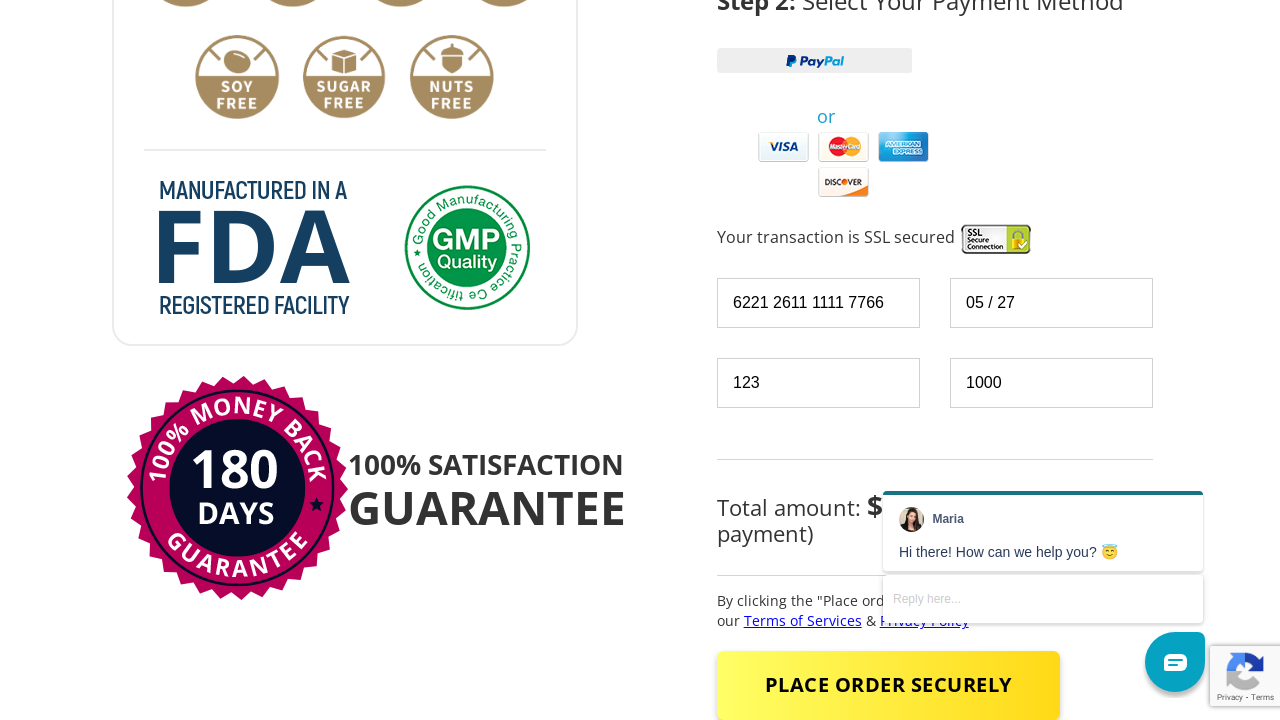 SOY
FREE
SUGAR
FREE
NUTS
FREE
MANUFACTURED IN A
FDA
REGISTERED FACILITY
Good Manufacturing Practice Ce tification
GMP
Quality
100% MONEY BACK
180
DAYS
GUARANTEE
100% SATISFACTION
GUARANTEE
Step 2: Select Your Payment Method
PayPal
or
VISA
MasterCard
AMERICAN
EXPRESS
DISCOVER
Your transaction is SSL secured
SSL
Secure
Connection
6221 2611 1111 7766
05 / 27
123
1000
Total amount: $
payment)
Maria
Hi there! How can we help you? 😇
Reply here...
By clicking the "Place ord
our Terms of Services & Privacy Policy
PLACE ORDER SECURELY
Privacy - Terms